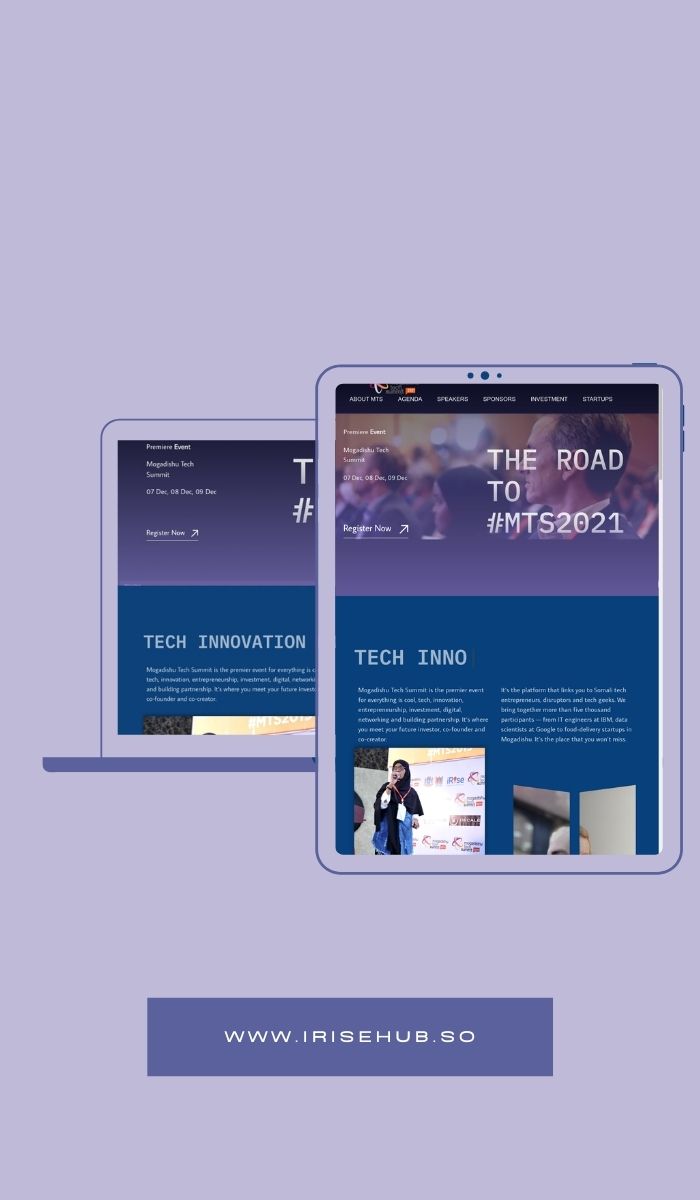 Premiere Event
Mogadishu Tech
Summit
07 Dec, 08 Dec, 09 Dec
Register Now
T
#
TECH INNOVATION
Mogadishu Tech Summit is the premier event for everything is c
tech, innovation, entrepreneurship, investment, digital, network
and building partnership. It's where you meet your future invest
co-founder and co-creator.
#MTS2019
ABOUT MTS AGENDA SPEAKERS SPONSORS INVESTMENT STARTUPS
Premiere Event
Mogadishu Tech
Summit
07 Dec, 08 Dec, 09 Dec
Register Now
THE ROAD
TO
#MTS2021
TECH INNO
Mogadishu Tech Summit is the premier event
for everything is cool, tech, innovation,
entrepreneurship, investment, digital,
networking and building partnership. It's where
you meet your future investor, co-founder and
co-creator.
It's the platform that links you to Somali tech
entrepreneurs, disruptors and tech geeks. We
bring together more than five thousand
participants — from IT engineers at IBM, data
scientists at Google to food-delivery startups in
Mogadishu. It's the place that you won't miss.
iRise
WWW.IRISEHUB.SO